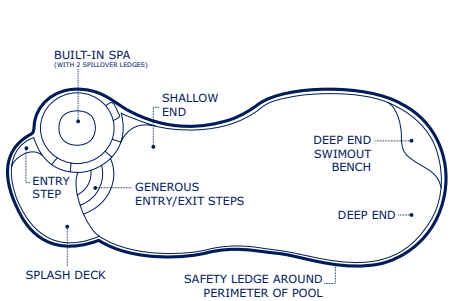 BUILT-IN SPA
(WITH 2 SPILLOVER LEDGES)
SHALLOW
END
DEEP END
SWIMOUT
BENCH
ENTRY
STEP
GENEROUS
ENTRY/EXIT STEPS
DEEP END
SPLASH DECK
SAFETY LEDGE AROUND
PERIMETER OF POOL